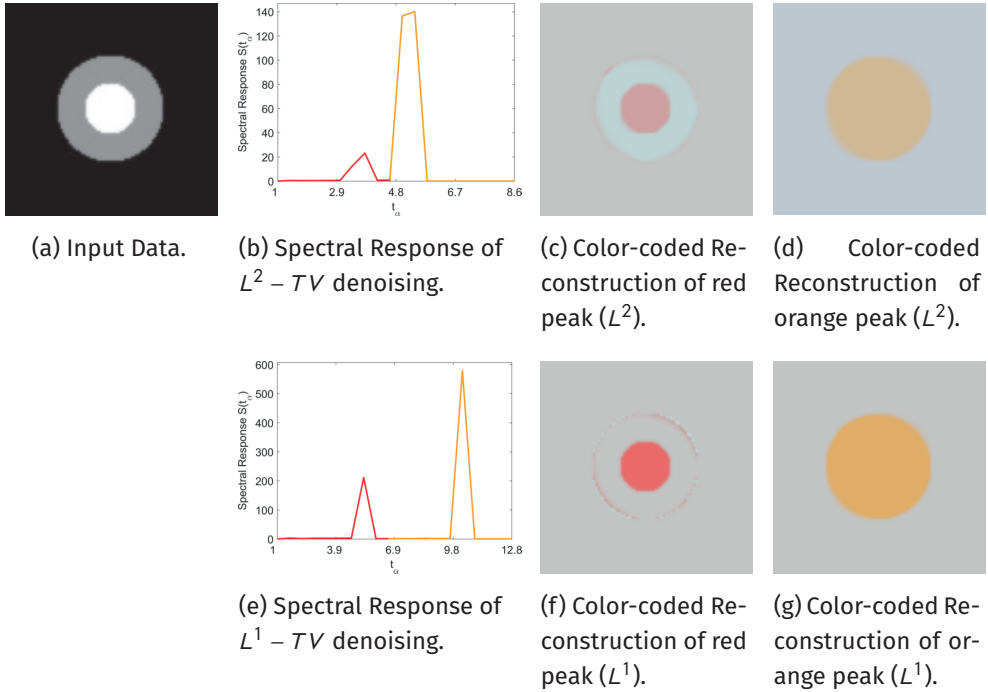 140
120
100
80
60
40
20
0
Spectral Response S(t_α)
1 2.9 4.8 6.7 8.6
t_α
(a) Input Data.
(b) Spectral Response of
L² – TV denoising.
(c) Color-coded Re-
construction of red
peak (L²).
(d) Color-coded
Reconstruction of
orange peak (L²).
600
500
400
300
200
100
0
Spectral Response S(t_α)
1 3.9 6.9 9.8 12.8
t_α
(e) Spectral Response of
L¹ – TV denoising.
(f) Color-coded Re-
construction of red
peak (L¹).
(g) Color-coded Re-
construction of or-
ange peak (L¹).